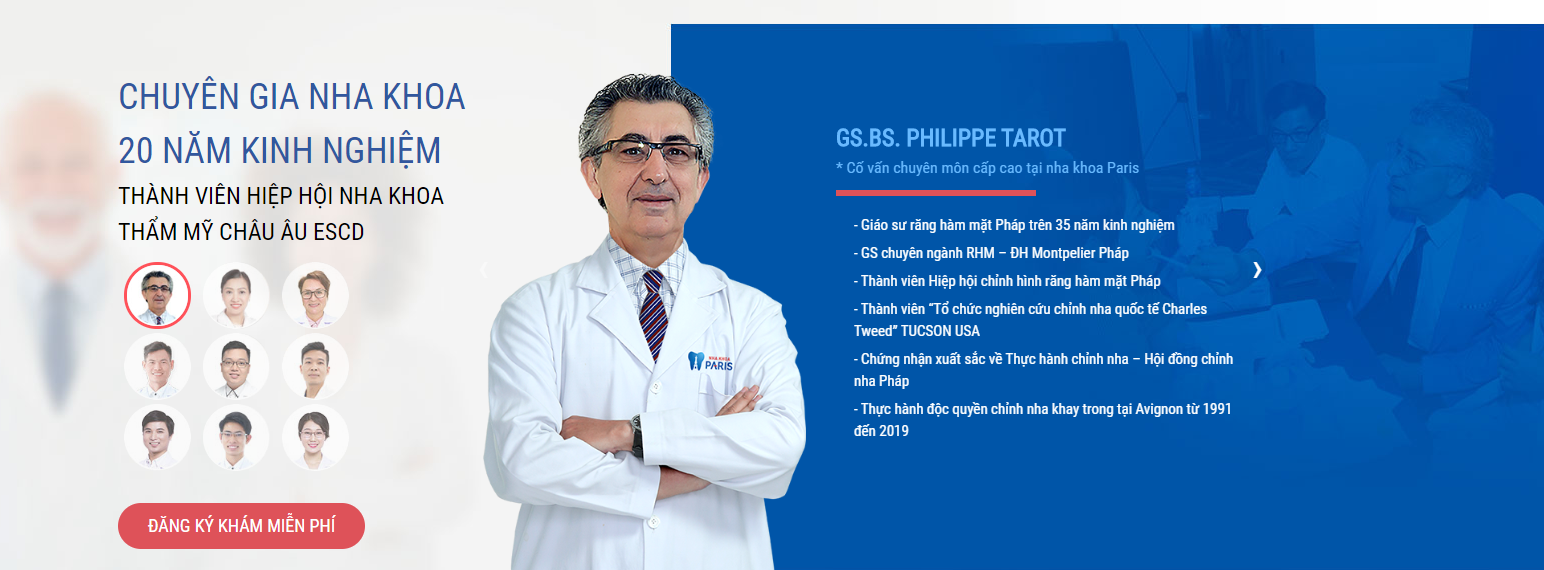 CHUYÊN GIA NHA KHOA
20 NĂM KINH NGHIỆM
THÀNH VIÊN HIỆP HỘI NHA KHOA
THẨM MỸ CHÂU ÂU ESCD
ĐĂNG KÝ KHÁM MIỄN PHÍ
NHA KHOA
PARIS
GS.BS. PHILIPPE TAROT
* Cố vấn chuyên môn cấp cao tại nha khoa Paris
- Giáo sư răng hàm mặt Pháp trên 35 năm kinh nghiệm
- GS chuyên ngành RHM – ĐH Montpelier Pháp
- Thành viên Hiệp hội chỉnh hình răng hàm mặt Pháp
- Thành viên “Tổ chức nghiên cứu chỉnh nha quốc tế Charles
Tweed” TUCSON USA
- Chứng nhận xuất sắc về Thực hành chỉnh nha – Hội đồng chỉnh
nha Pháp
- Thực hành độc quyền chỉnh nha khay trong tại Avignon từ 1991
đến 2019